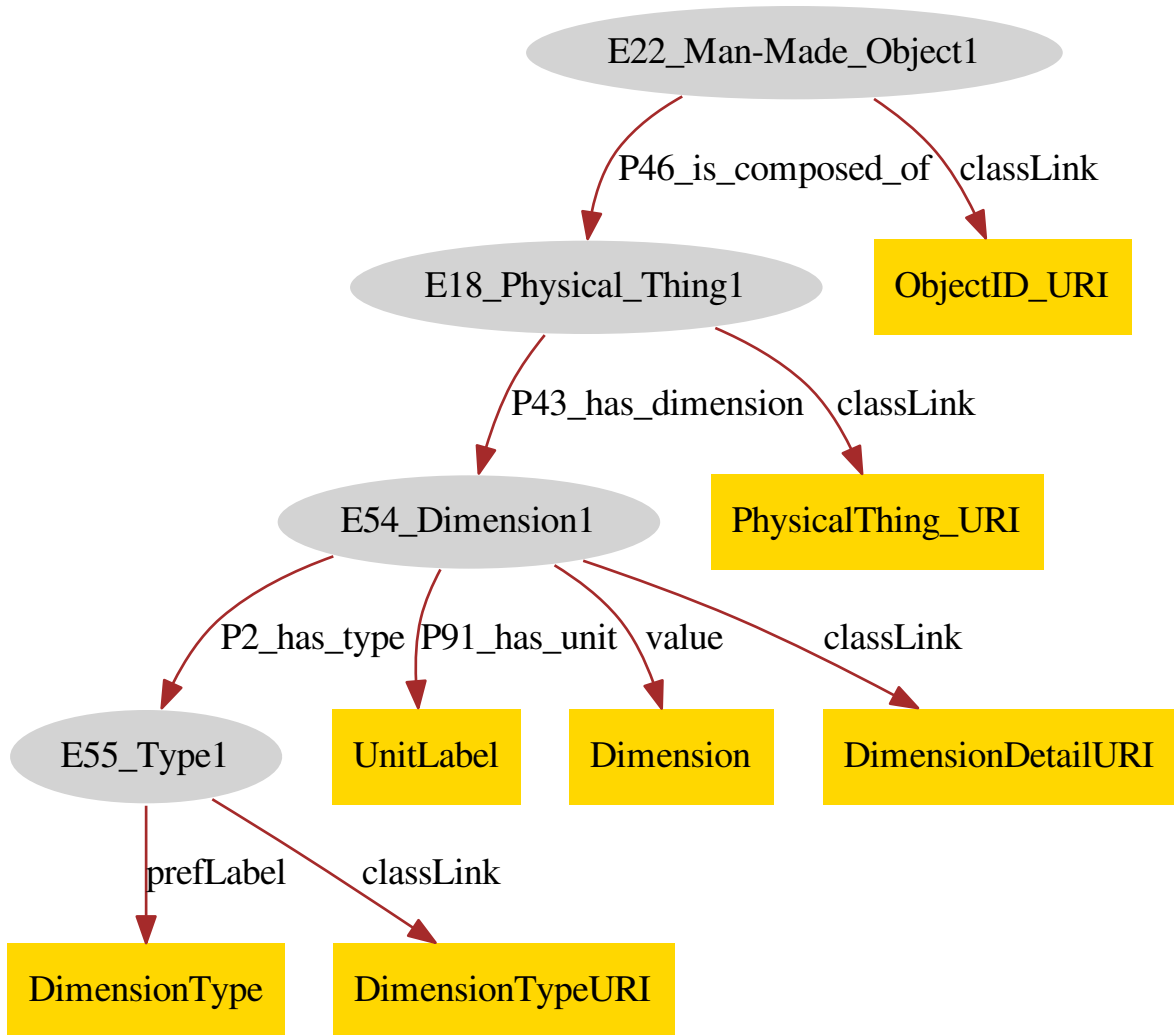 E22_Man-Made_Object1
P46_is_composed_of
classLink
E18_Physical_Thing1
ObjectID_URI
P43_has_dimension
classLink
E54_Dimension1
PhysicalThing_URI
P2_has_type
P91_has_unit
value
classLink
E55_Type1
UnitLabel
Dimension
DimensionDetailURI
prefLabel
classLink
DimensionType
DimensionTypeURI